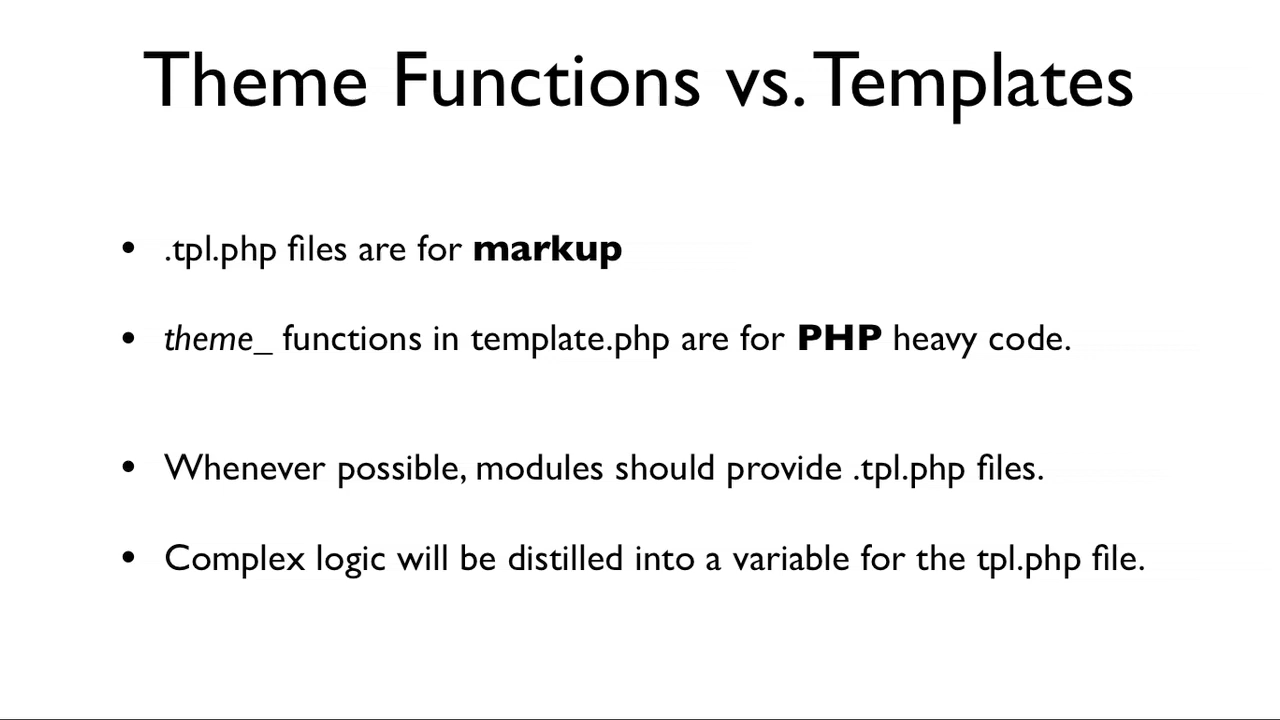 Theme Functions vs. Templates
• .tpl.php files are for markup
• theme_ functions in template.php are for PHP heavy code.
• Whenever possible, modules should provide .tpl.php files.
• Complex logic will be distilled into a variable for the tpl.php file.